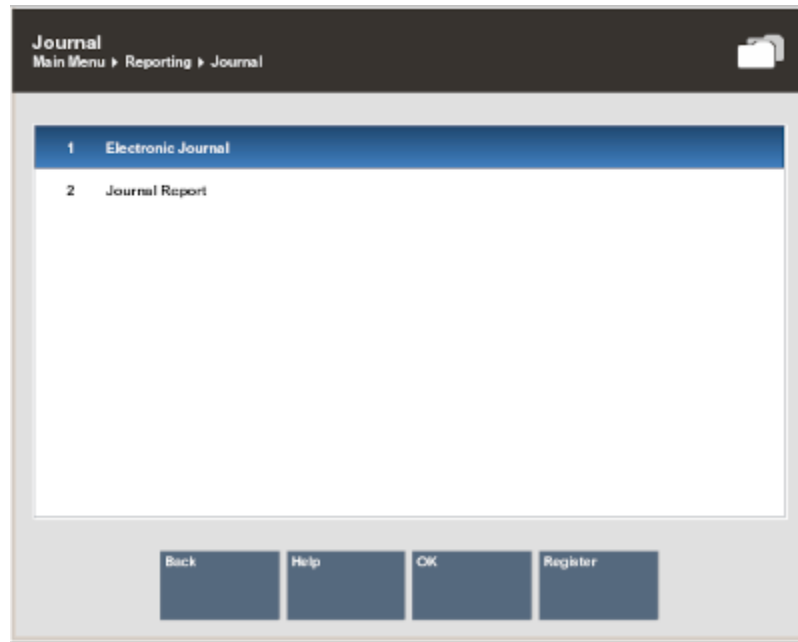 Journal
Main Menu ▸ Reporting ▸ Journal
1 Electronic Journal
2 Journal Report
Back Help OK Register